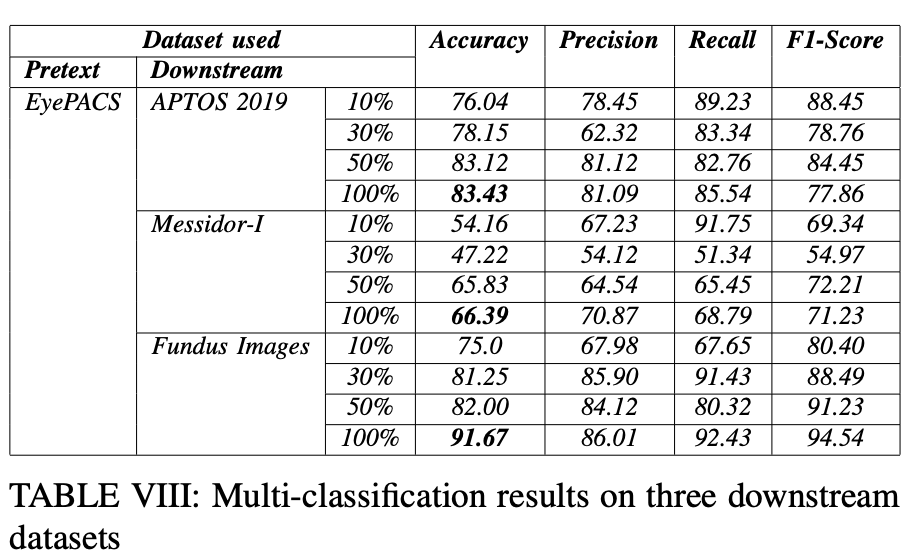 Dataset used Accuracy Precision Recall F1-Score
Pretext Downstream
EyePACS APTOS 2019 10% 76.04 78.45 89.23 88.45
30% 78.15 62.32 83.34 78.76
50% 83.12 81.12 82.76 84.45
100% 83.43 81.09 85.54 77.86
Messidor-I 10% 54.16 67.23 91.75 69.34
30% 47.22 54.12 51.34 54.97
50% 65.83 64.54 65.45 72.21
100% 66.39 70.87 68.79 71.23
Fundus Images 10% 75.0 67.98 67.65 80.40
30% 81.25 85.90 91.43 88.49
50% 82.00 84.12 80.32 91.23
100% 91.67 86.01 92.43 94.54
TABLE VIII: Multi-classification results on three downstream
datasets